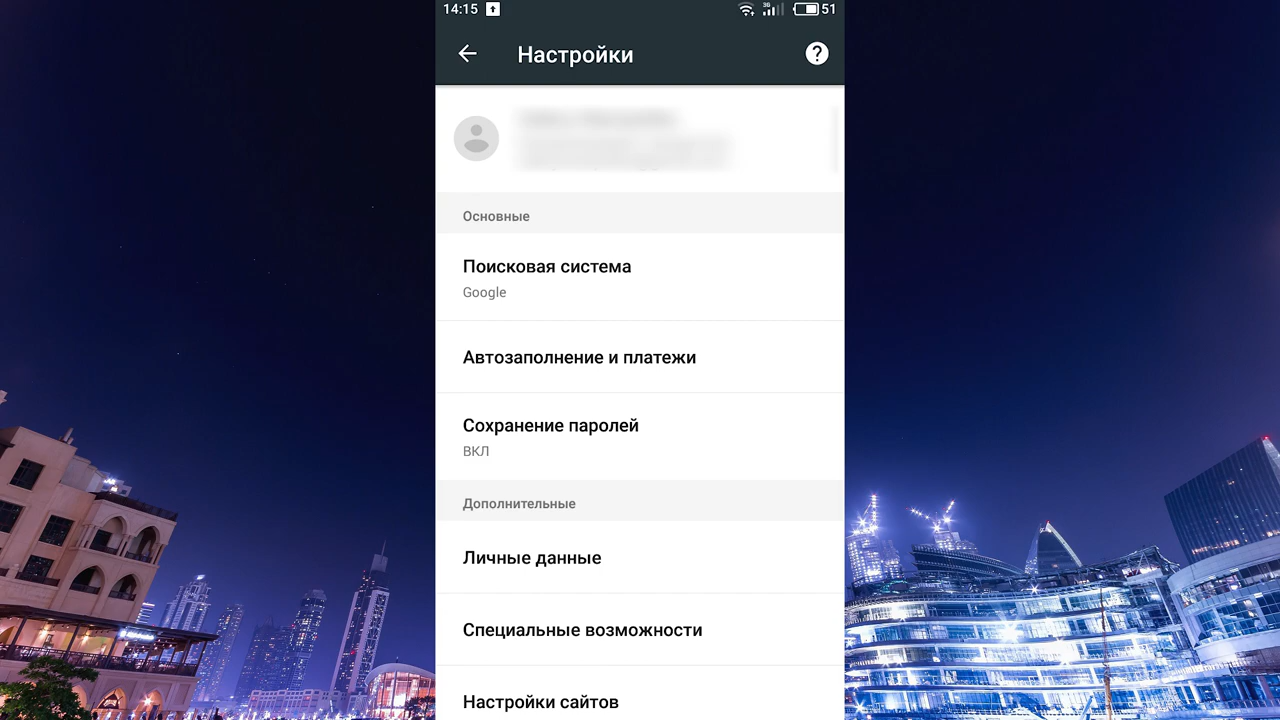 14:15
3G
51
Настройки
Основные
Поисковая система
Google
Автозаполнение и платежи
Сохранение паролей
ВКЛ
Дополнительные
Личные данные
Специальные возможности
Настройки сайтов